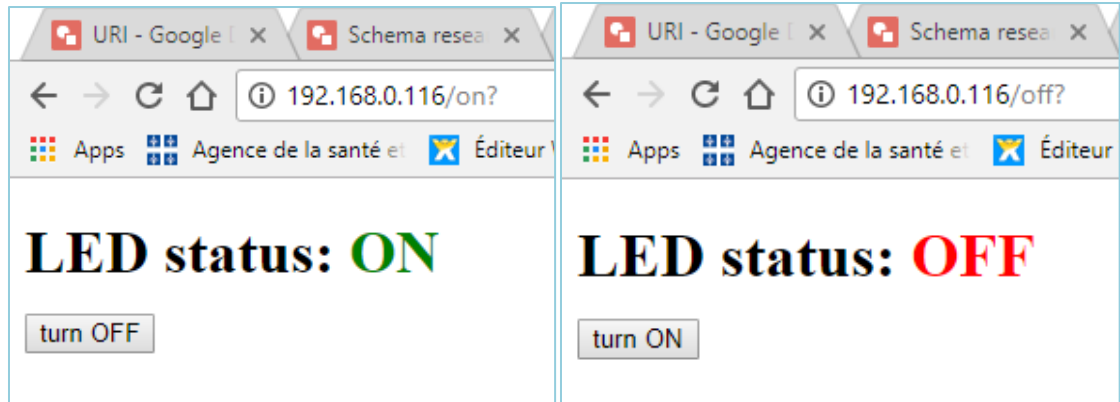 URI - Google
Schema resea
192.168.0.116/on?
Apps
Agence de la santé et
Éditeur
LED status: ON
turn OFF
URI - Google
Schema resea
192.168.0.116/off?
Apps
Agence de la santé et
Éditeur
LED status: OFF
turn ON